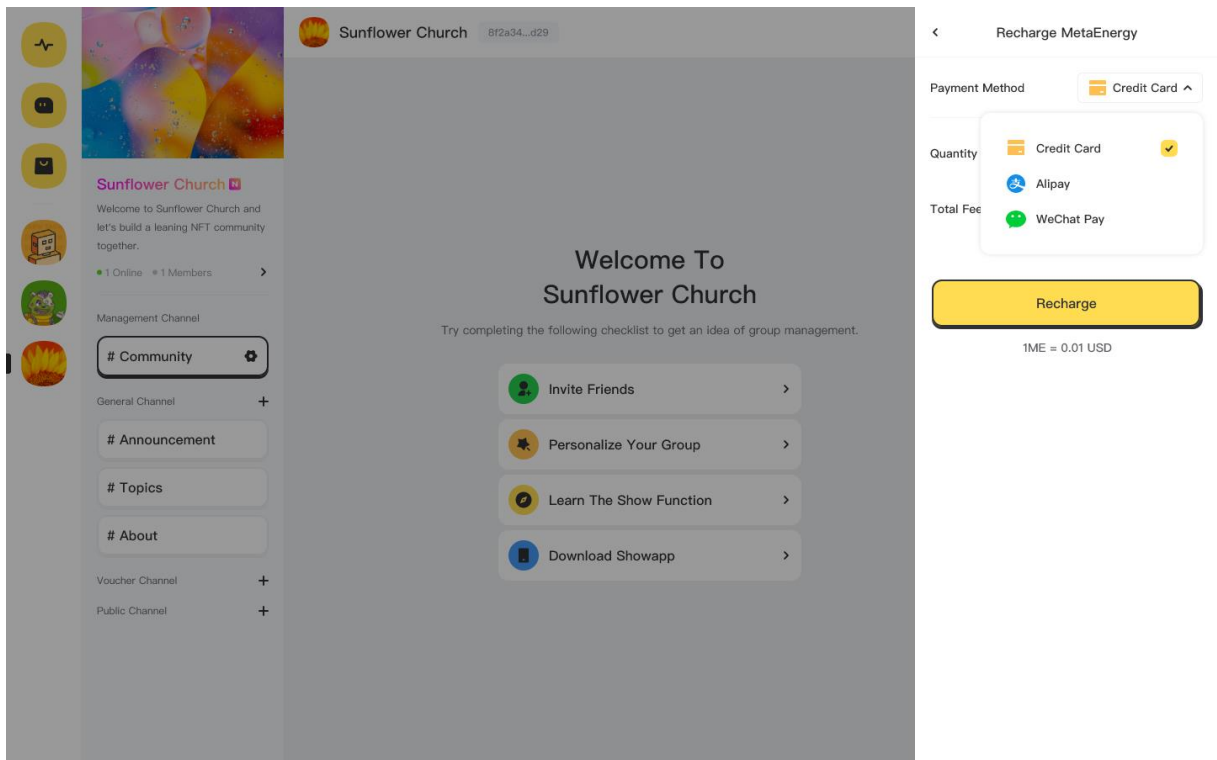 Sunflower Church
8f2a34...d29
Sunflower Church
Welcome to Sunflower Church and
let's build a leaning NFT community
together.
1 Online
1 Members
Management Channel
# Community
General Channel
# Announcement
# Topics
# About
Voucher Channel
Public Channel
Welcome To
Sunflower Church
Try completing the following checklist to get an idea of group management.
Invite Friends
Personalize Your Group
Learn The Show Function
Download Showapp
Recharge MetaEnergy
Payment Method
Credit Card
Quantity
Total Fee
Credit Card
Alipay
WeChat Pay
Recharge
1ME = 0.01 USD